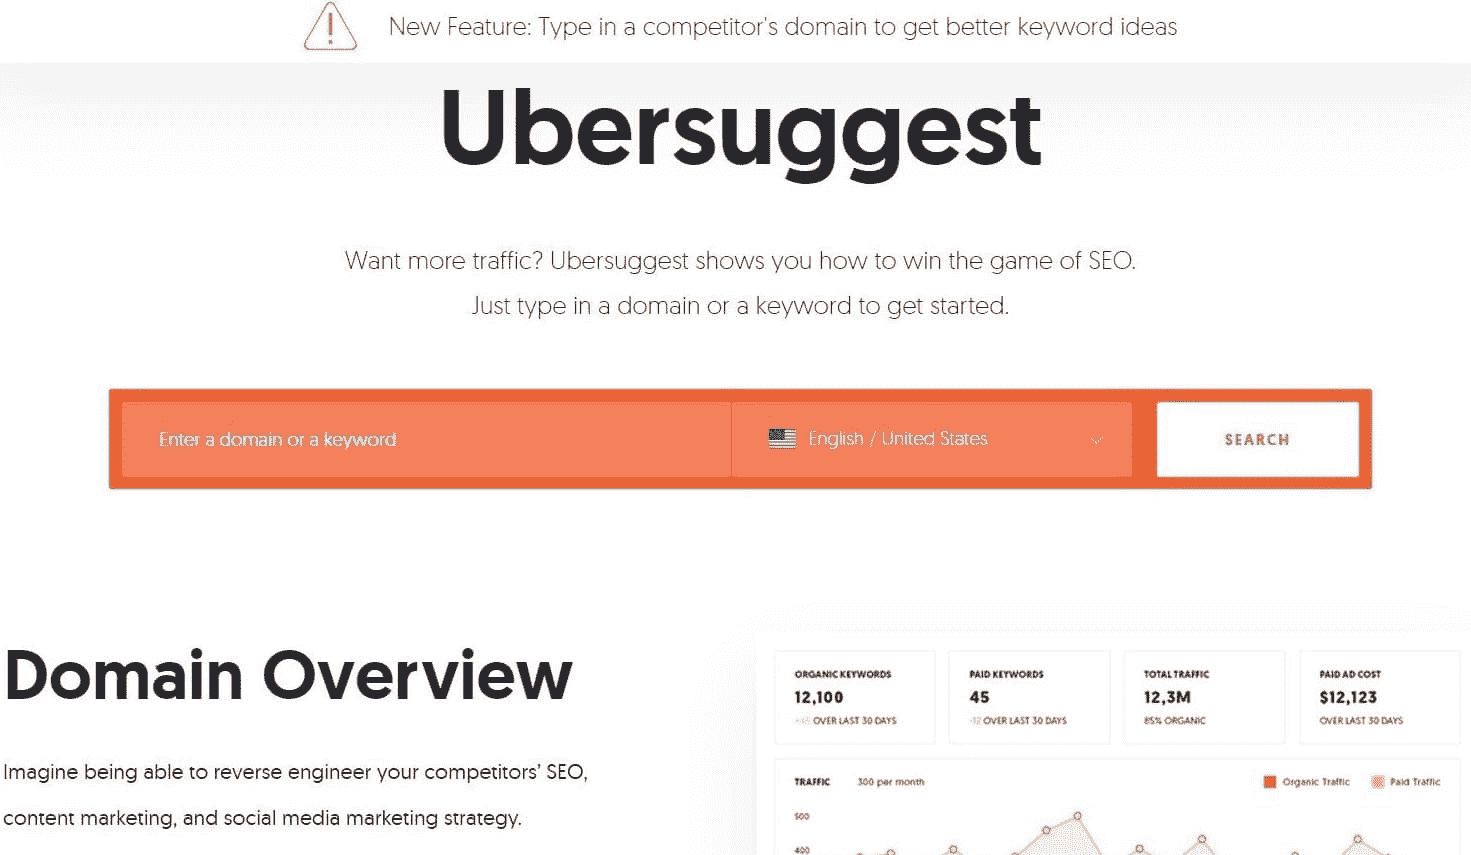 New Feature: Type in a competitor's domain to get better keyword ideas
Ubersuggest
Want more traffic? Ubersuggest shows you how to win the game of SEO.
Just type in a domain or a keyword to get started.
Enter a domain or a keyword
English / United States
SEARCH
Domain Overview
Imagine being able to reverse engineer your competitors’ SEO,
content marketing, and social media marketing strategy.
ORGANIC KEYWORDS
12,100
OVER LAST 30 DAYS
PAID KEYWORDS
45
-12 OVER LAST 30 DAYS
TOTAL TRAFFIC
12,3M
85% ORGANIC
PAID AD COST
$12,123
OVER LAST 30 DAYS
TRAFFIC
300 per month
Organic Traffic
Paid Traffic
500
400